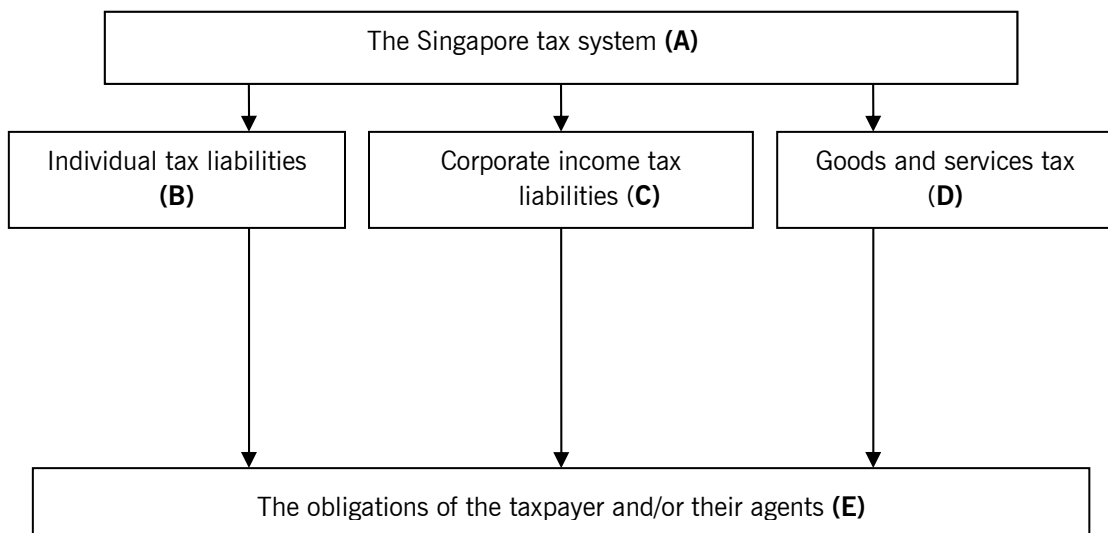 The Singapore tax system (A)
Individual tax liabilities
(B)
Corporate income tax
liabilities (C)
Goods and services tax
(D)
The obligations of the taxpayer and/or their agents (E)